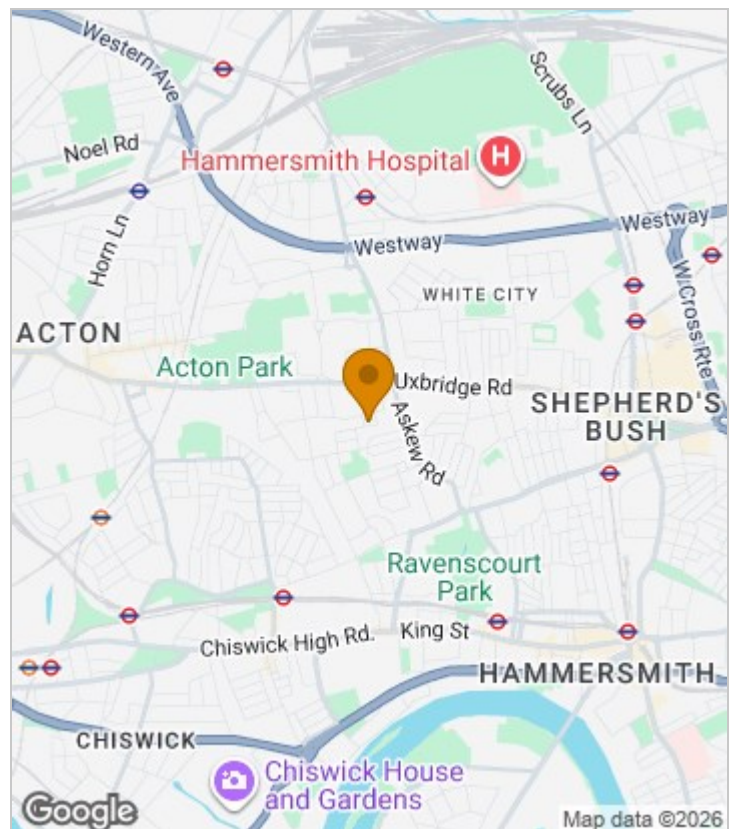 Western Ave
Scrubs Ln
Noel Rd
Hammersmith Hospital
H
Horn Ln
Westway
Westway
W Cross Rte
WHITE CITY
ACTON
Acton Park
Uxbridge Rd
SHEPHERD'S
BUSH
Askew Rd
Ravenscourt
Park
Chiswick High Rd.
King St
HAMMERSMITH
CHISWICK
Chiswick House
and Gardens
Google
Map data ©2026